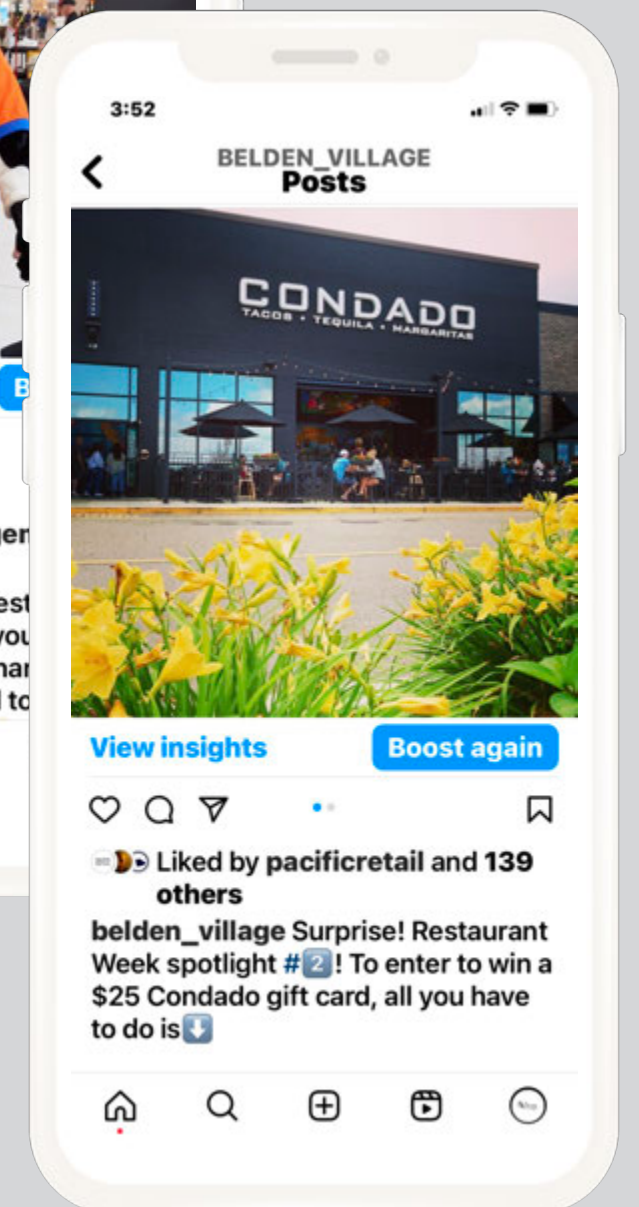 3:52
BELDEN_VILLAGE
Posts
CONDADO
TACOS • TEQUILA • MARGARITAS
View insights
Boost again
Liked by pacificretail and 139
others
belden_village Surprise! Restaurant
Week spotlight #2️⃣! To enter to win a
$25 Condado gift card, all you have
to do is⬇️